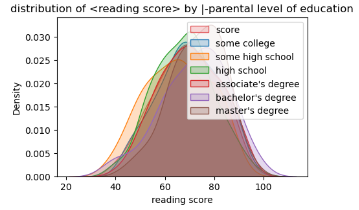 distribution of <reading score> by |-parental level of education
score
some college
some high school
high school
associate's degree
bachelor's degree
master's degree
0.030
0.025
0.020
0.015
0.010
0.005
0.000
Density
20
40
60
80
100
reading score